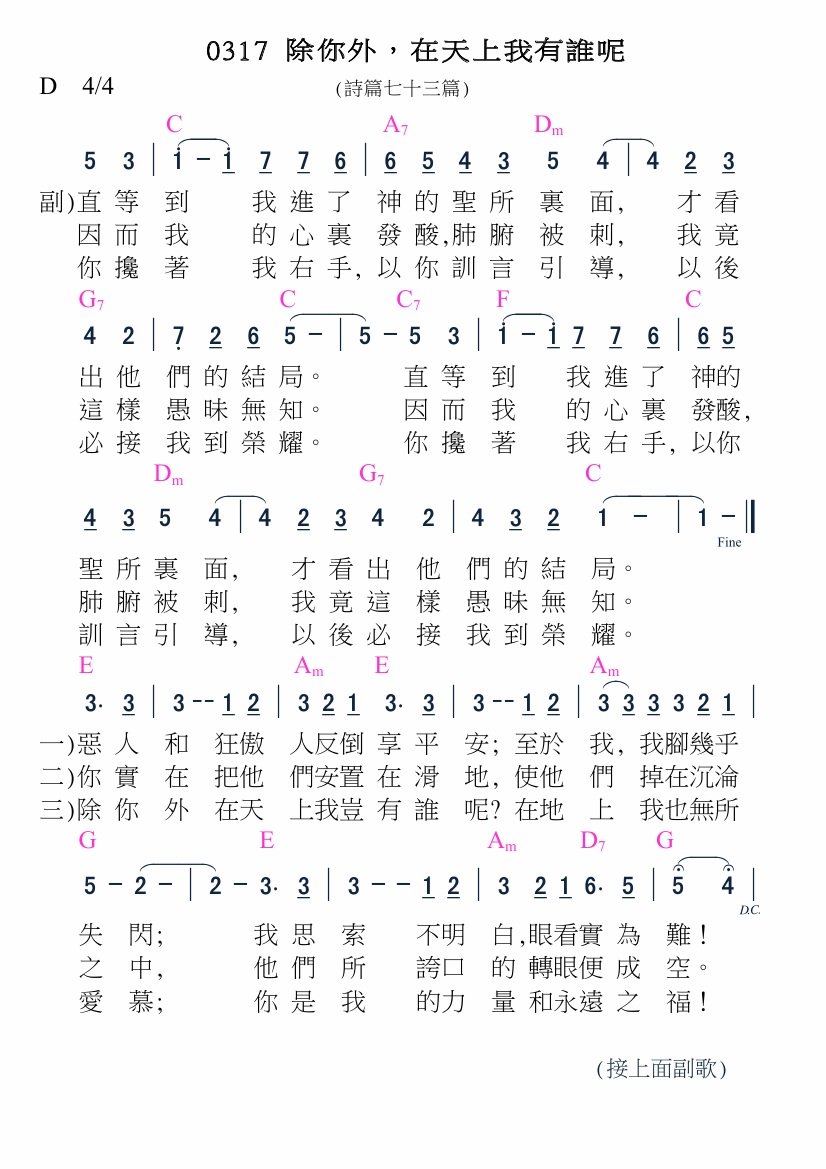 0317 除你外，在天上我有誰呢
D 4/4
(詩篇七十三篇)
C A7 Dm
5 3 | i - i 7 7 6 | 6 5 4 3 5 4 | 4 2 3
副)直等到 我進了 神的聖所裏面, 才看
因而我 的心裏 發酸,肺腑被刺, 我竟
你攙著 我右手, 以你訓言引導, 以後
G7 C C7 F C
4 2 | 7 2 6 5 - | 5 - 5 3 | i - i 7 7 6 | 6 5
出他們的結局。 直等到 我進了 神的
這樣愚昧無知。 因而我 的心裏 發酸,
必接我到榮耀。 你攙著 我右手, 以你
Dm G7 C
4 3 5 4 | 4 2 3 4 2 | 4 3 2 1 - | 1 - ‖
Fine
聖所裏面, 才看出他們的結局。
肺腑被刺, 我竟這樣愚昧無知。
訓言引導, 以後必接我到榮耀。
E Am E Am
3. 3 | 3 -- 1 2 | 3 2 1 3. 3 | 3 -- 1 2 | 3 3 3 3 2 1 |
一)惡人和 狂傲 人反倒享平安; 至於我, 我腳幾乎
二)你實在 把他 們安置在滑地, 使他們 掉在沉淪
三)除你外 在天 上我豈有誰呢? 在地上 我也無所
G E Am D7 G
5 - 2 - | 2 - 3. 3 | 3 - - 1 2 | 3 2 1 6. 5 | 5 4 |
D.C.
失閃; 我思索 不明白,眼看實為難!
之中, 他們所 誇口的轉眼便成空。
愛慕; 你是我 的力量和永遠之福!
(接上面副歌)